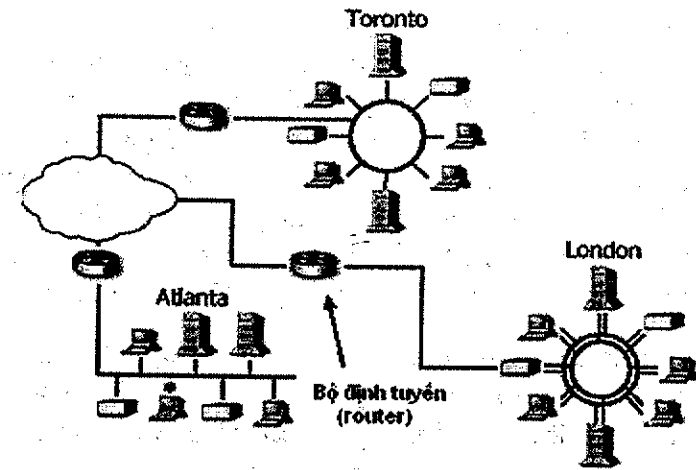 Toronto
London
Atlanta
Bộ định tuyến
(router)